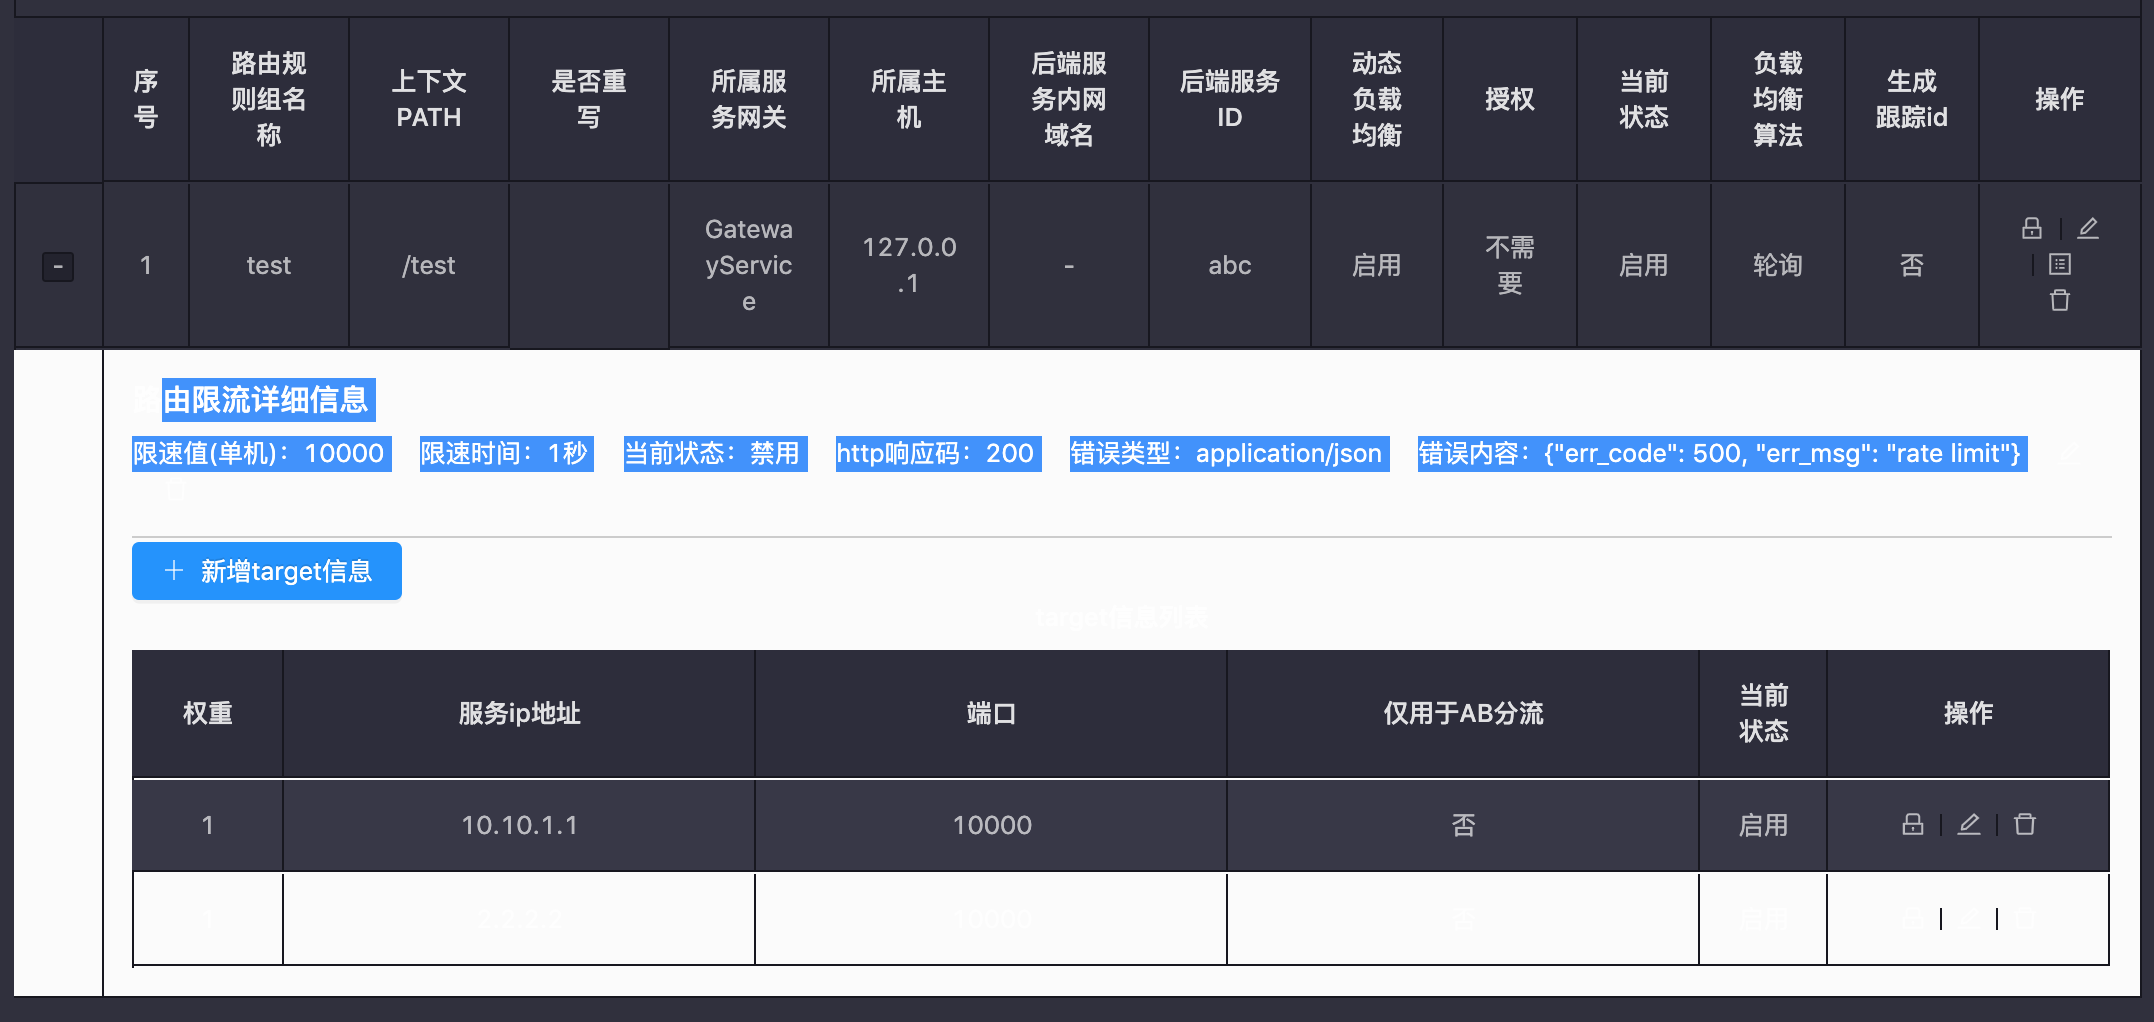 序号
路由规则组名称
上下文PATH
是否重写
所属服务网关
所属主机
后端服务内网域名
后端服务ID
动态负载均衡
授权
当前状态
负载均衡算法
生成跟踪id
操作
-
1
test
/test
GatewayService
127.0.0.1
-
abc
启用
不需要
启用
轮询
否
路由限流详细信息
限速值(单机)：10000 限速时间：1秒 当前状态：禁用 http响应码：200 错误类型：application/json 错误内容：{"err_code": 500, "err_msg": "rate limit"}
+ 新增target信息
target信息列表
权重
服务ip地址
端口
仅用于AB分流
当前状态
操作
1
10.10.1.1
10000
否
启用
1
2.2.2.2
10000
否
启用